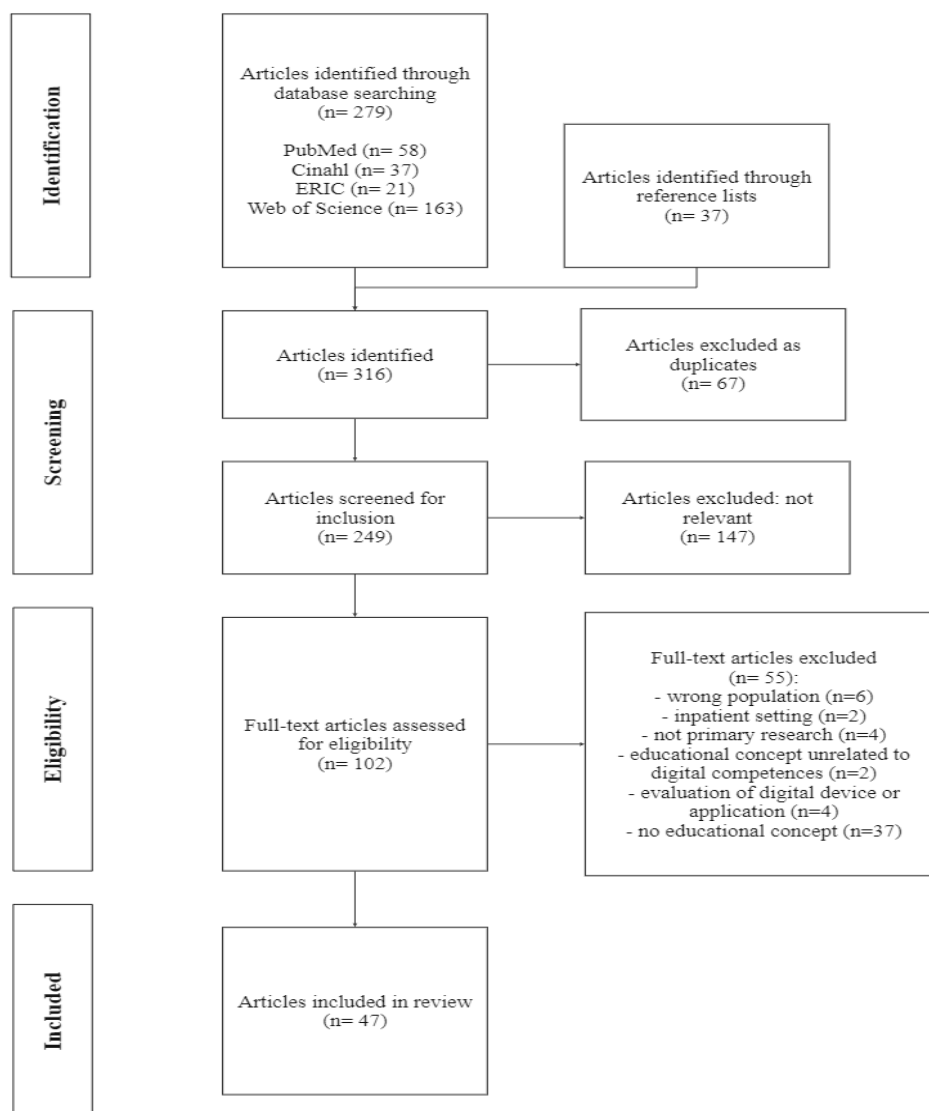 Identification
Articles identified through
database searching
(n= 279)
PubMed (n= 58)
Cinahl (n= 37)
ERIC (n= 21)
Web of Science (n= 163)
Articles identified through
reference lists
(n= 37)
Screening
Articles identified
(n= 316)
Articles excluded as
duplicates
(n= 67)
Articles screened for
inclusion
(n= 249)
Articles excluded: not
relevant
(n= 147)
Eligibility
Full-text articles assessed
for eligibility
(n= 102)
Full-text articles excluded
(n= 55):
- wrong population (n=6)
- inpatient setting (n=2)
- not primary research (n=4)
- educational concept unrelated to
digital competences (n=2)
- evaluation of digital device or
application (n=4)
- no educational concept (n=37)
Included
Articles included in review
(n= 47)